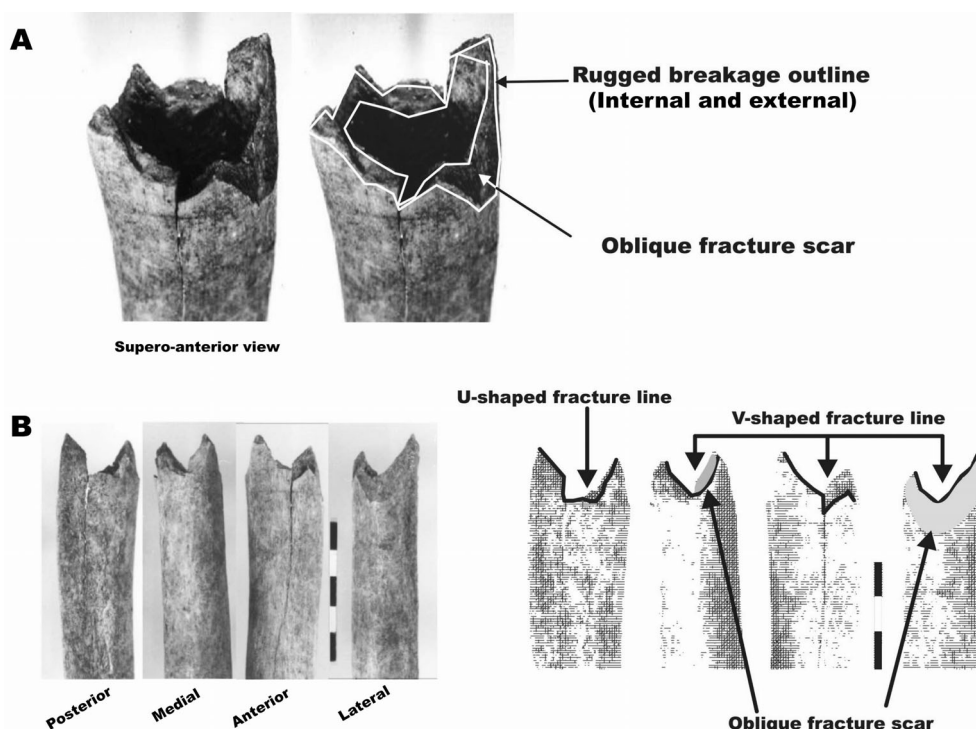 A
Rugged breakage outline
(Internal and external)
Oblique fracture scar
Supero-anterior view
B
U-shaped fracture line
V-shaped fracture line
Posterior
Medial
Anterior
Lateral
Oblique fracture scar